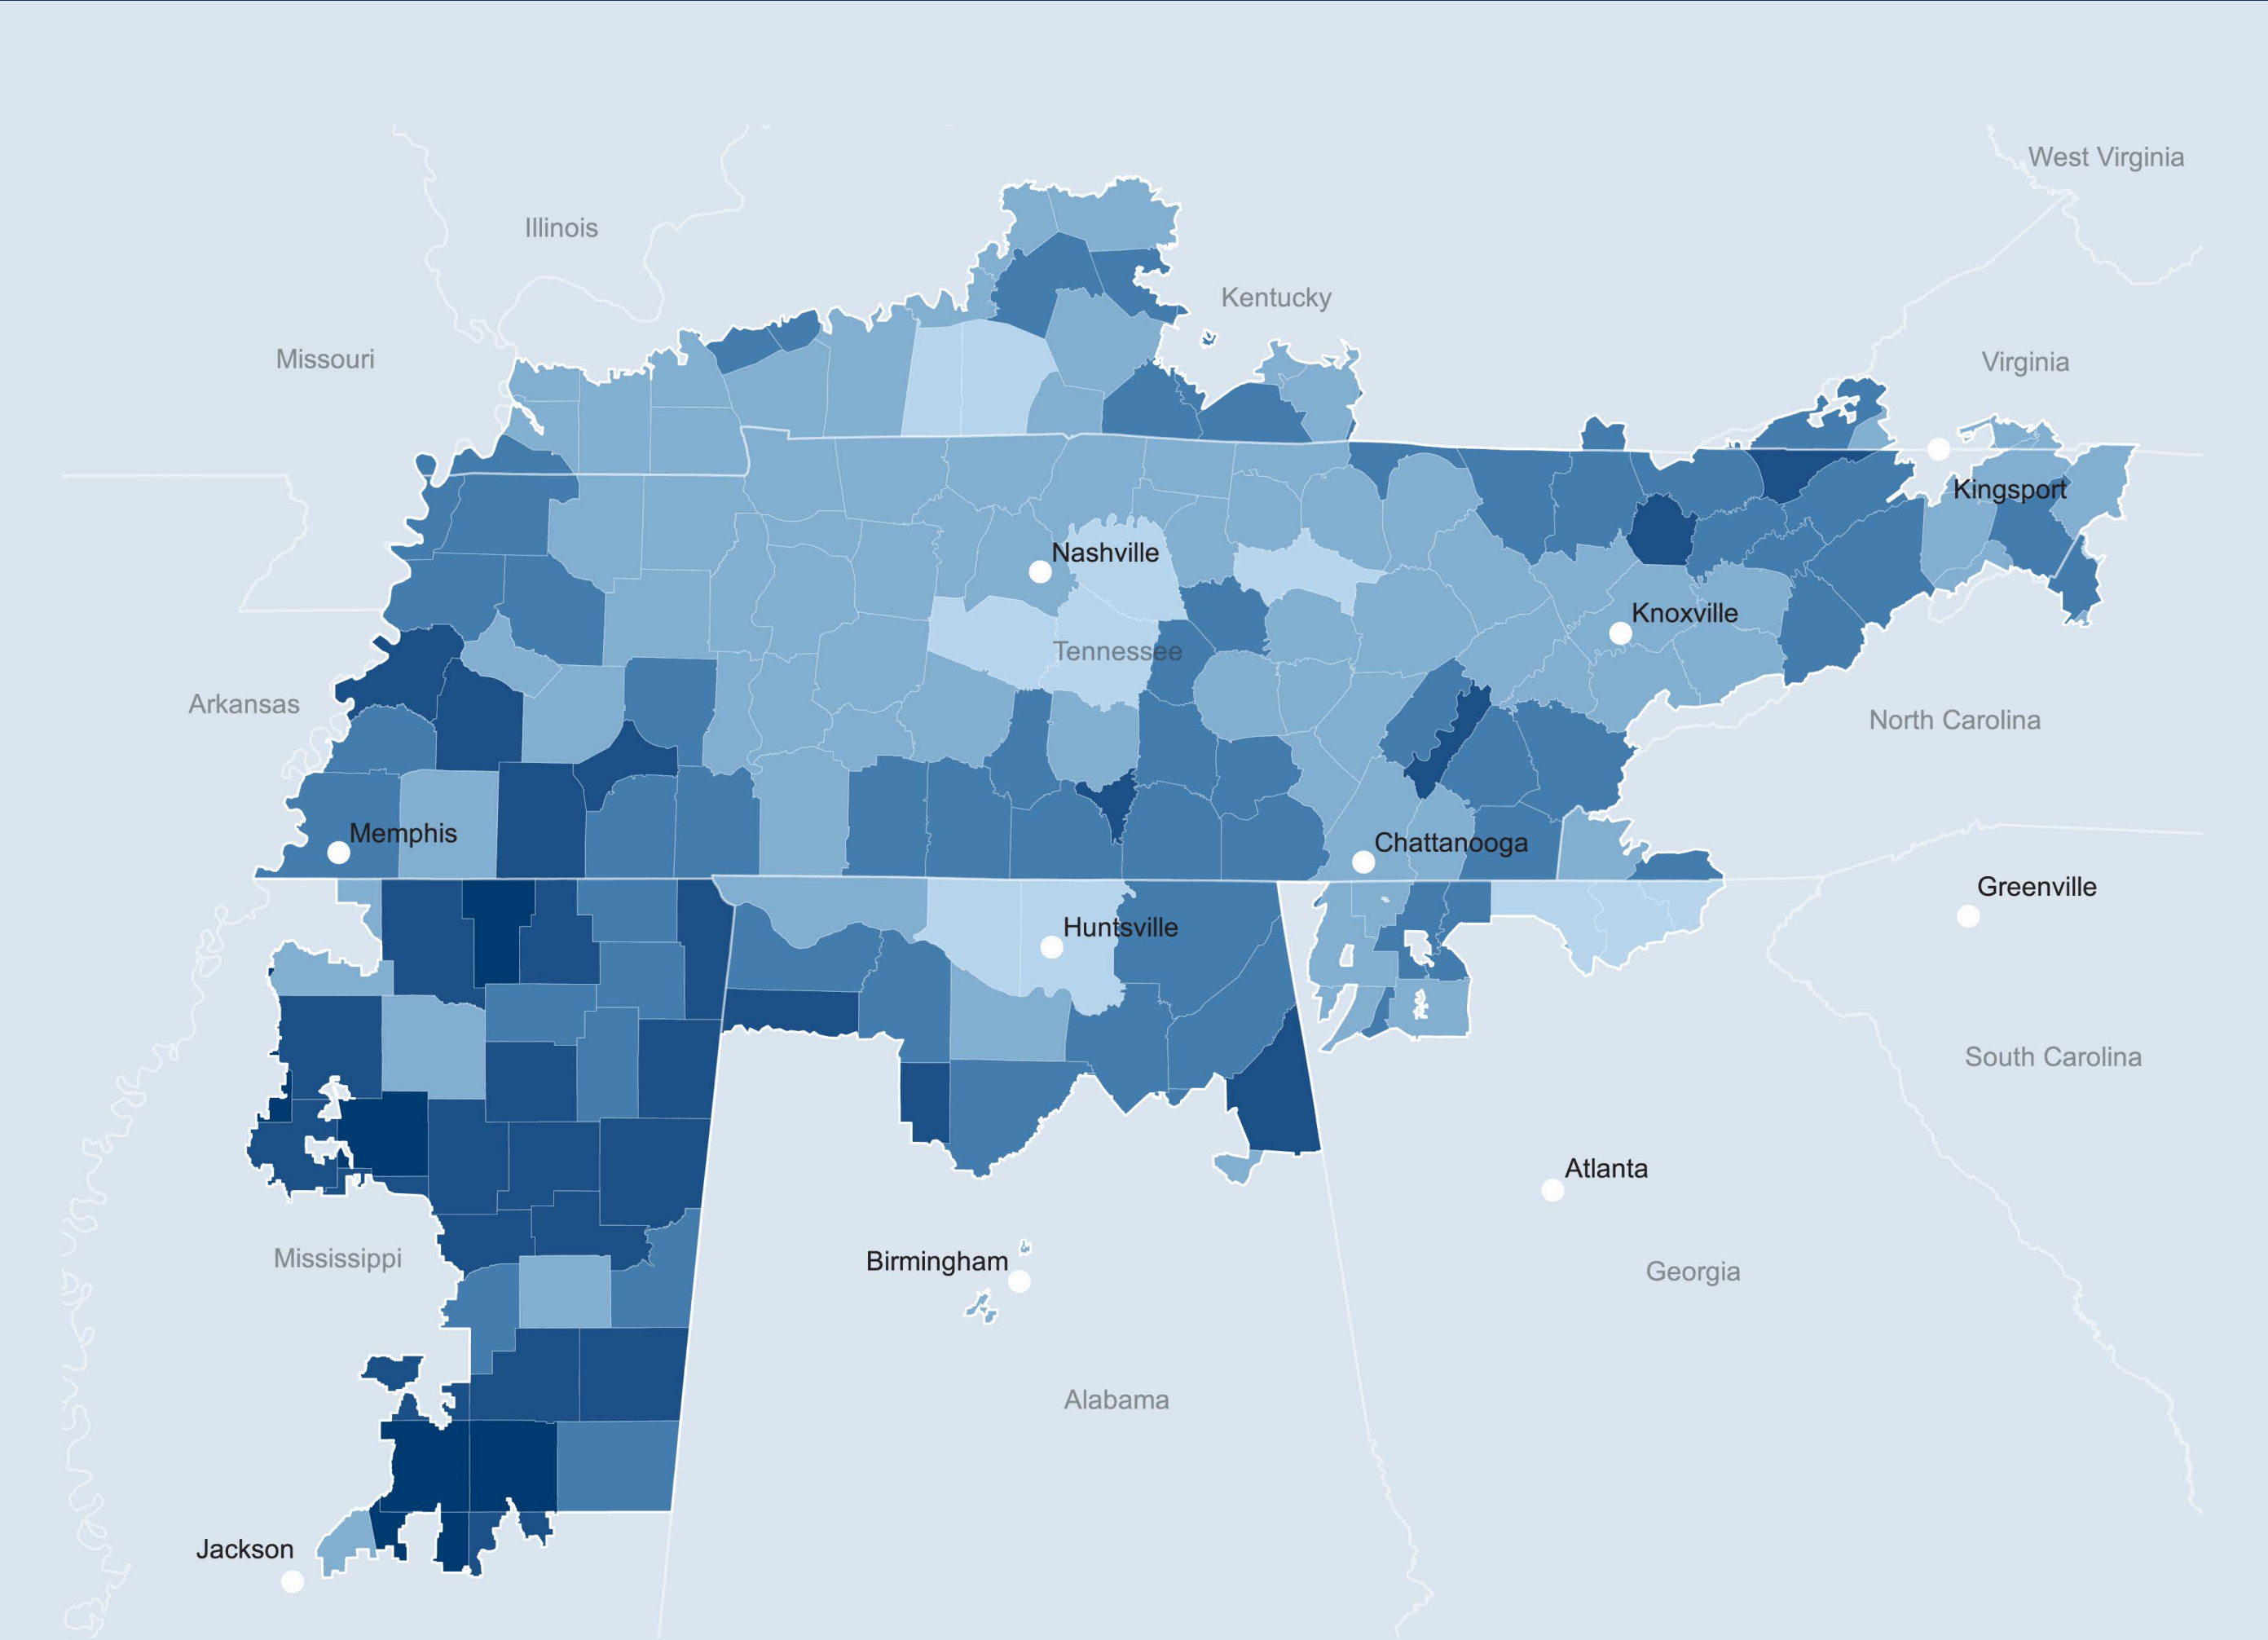 West Virginia
Illinois
Kentucky
Missouri
Virginia
Kingsport
Nashville
Knoxville
Tennessee
Arkansas
North Carolina
Memphis
Chattanooga
Greenville
Huntsville
South Carolina
Atlanta
Mississippi
Birmingham
Georgia
Alabama
Jackson